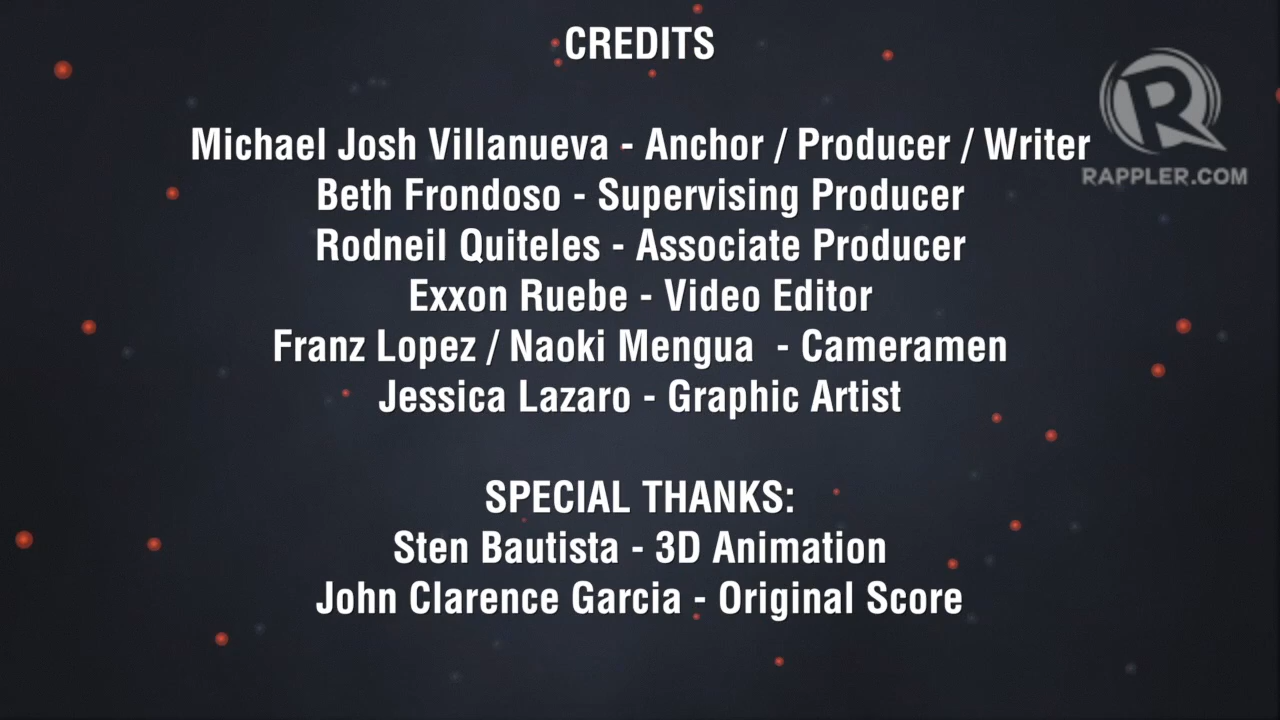 CREDITS
Michael Josh Villanueva - Anchor / Producer / Writer
R
RAPPLER.COM
Beth Frondoso - Supervising Producer
Rodneil Quiteles - Associate Producer
Exxon Ruebe - Video Editor
Franz Lopez / Naoki Mengua - Cameramen
Jessica Lazaro - Graphic Artist
SPECIAL THANKS:
Sten Bautista - 3D Animation
John Clarence Garcia - Original Score